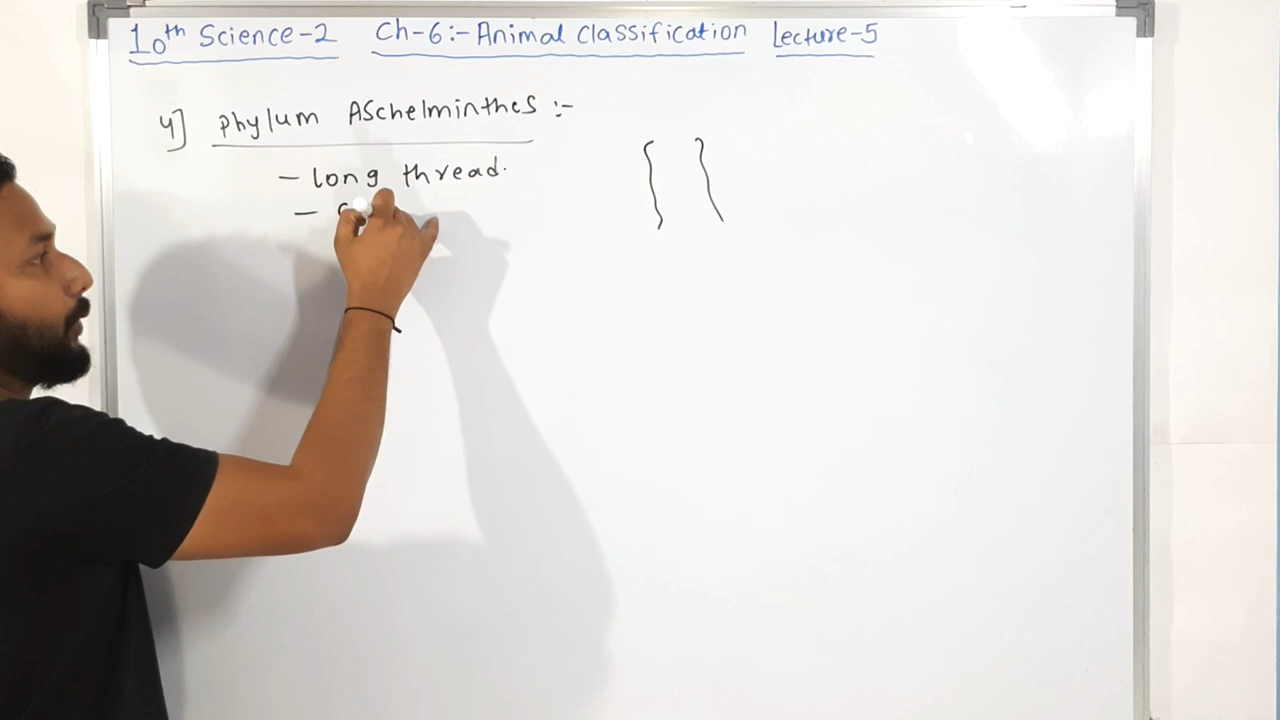 10th Science-2 Ch-6:- Animal Classification Lecture-5
4] Phylum Aschelminthes :-
- long thread.
-